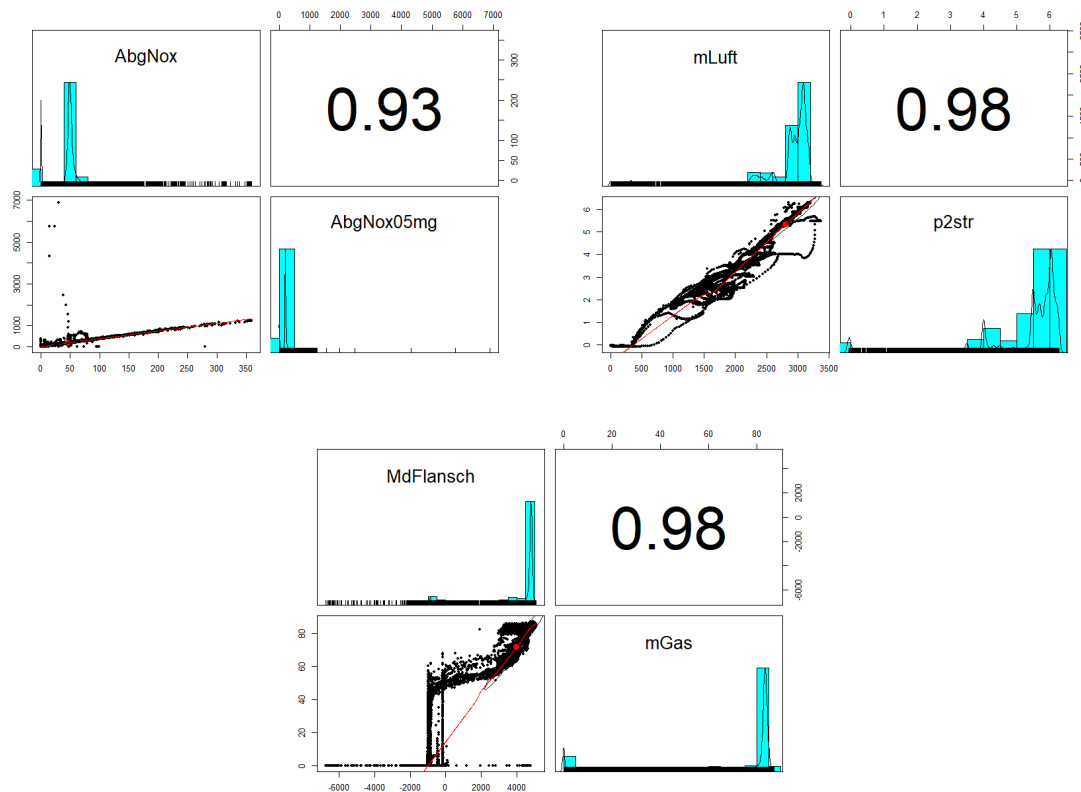 0 1000 3000 5000 7000
AbgNox
0.93
0 50 100 150 200 250 300
0 1000 3000 5000 7000
AbgNox05mg
0 50 100 150 200 250 300 350
0 1 2 3 4 5 6
mLuft
0.98
0 1 2 3 4 5 6
p2str
0 500 1000 1500 2000 2500 3000 3500
0 20 40 60 80
MdFlansch
0.98
-6000 -2000 0 2000
0 20 40 60 80
mGas
-6000 -4000 -2000 0 2000 4000